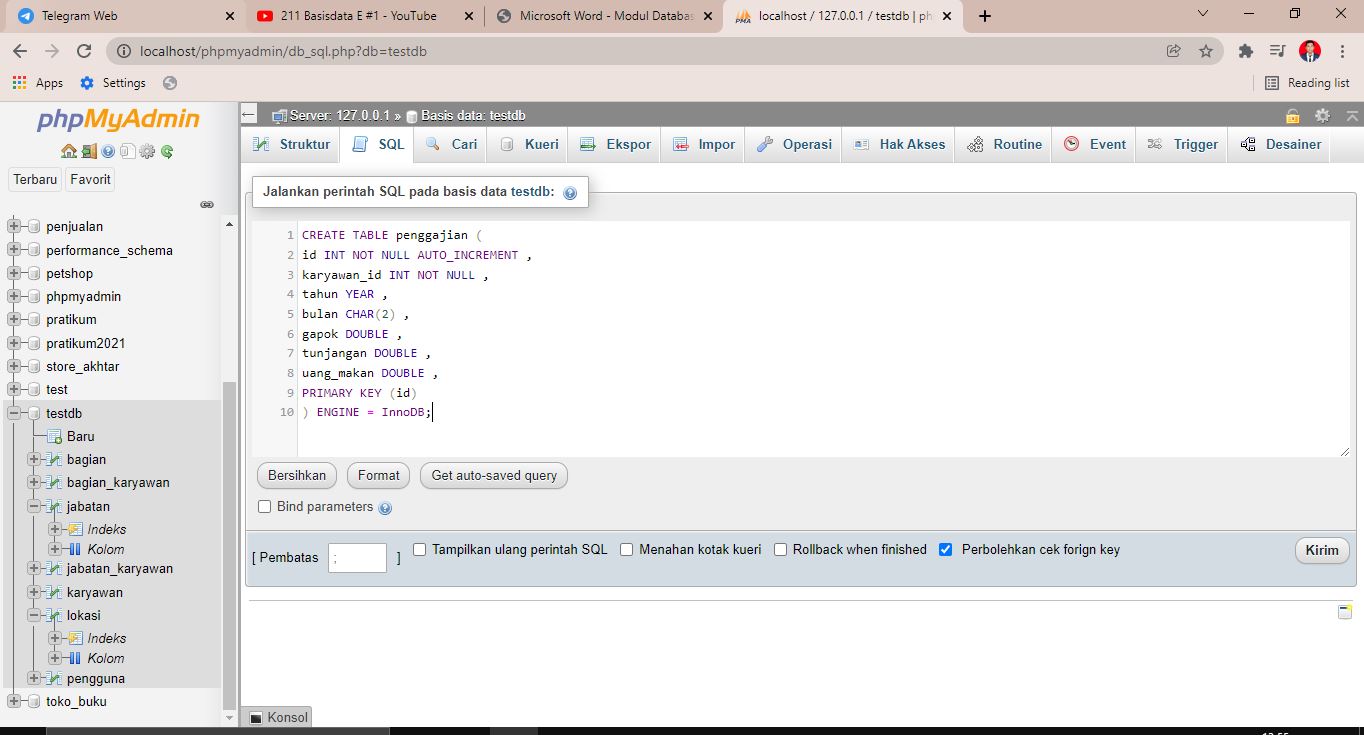 Telegram Web
211 Basisdata E #1 - YouTube
Microsoft Word - Modul Databas
localhost / 127.0.0.1 / testdb | ph
localhost/phpmyadmin/db_sql.php?db=testdb
Apps
Settings
Reading list
phpMyAdmin
Terbaru
Favorit
penjualan
performance_schema
petshop
phpmyadmin
pratikum
pratikum2021
store_akhtar
test
testdb
Baru
bagian
bagian_karyawan
jabatan
Indeks
Kolom
jabatan_karyawan
karyawan
lokasi
Indeks
Kolom
pengguna
toko_buku
Server: 127.0.0.1 » Basis data: testdb
Struktur
SQL
Cari
Kueri
Ekspor
Impor
Operasi
Hak Akses
Routine
Event
Trigger
Desainer
Jalankan perintah SQL pada basis data testdb:
1 CREATE TABLE penggajian (
2 id INT NOT NULL AUTO_INCREMENT ,
3 karyawan_id INT NOT NULL ,
4 tahun YEAR ,
5 bulan CHAR(2) ,
6 gapok DOUBLE ,
7 tunjangan DOUBLE ,
8 uang_makan DOUBLE ,
9 PRIMARY KEY (id)
10 ) ENGINE = InnoDB;
Bersihkan
Format
Get auto-saved query
Bind parameters
[ Pembatas ; ]
Tampilkan ulang perintah SQL
Menahan kotak kueri
Rollback when finished
Perbolehkan cek forign key
Kirim
Konsol